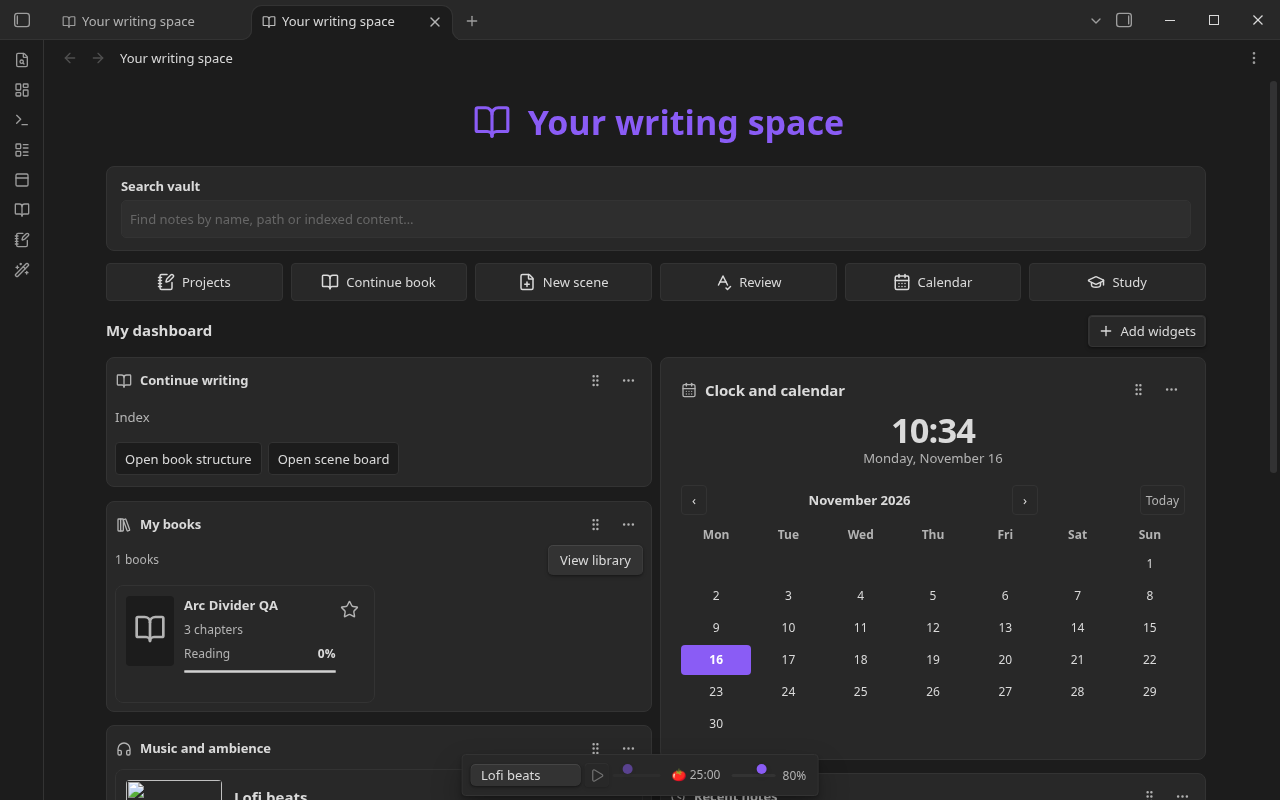 Your writing space
Your writing space
Your writing space
Your writing space
Search vault
Find notes by name, path or indexed content...
Projects
Continue book
New scene
Review
Calendar
Study
My dashboard
Add widgets
Continue writing
Index
Open book structure
Open scene board
My books
1 books
View library
Arc Divider QA
3 chapters
Reading 0%
Music and ambience
Lofi beats
Clock and calendar
10:34
Monday, November 16
‹ November 2026 › Today
Mon Tue Wed Thu Fri Sat Sun
1
2 3 4 5 6 7 8
9 10 11 12 13 14 15
16 17 18 19 20 21 22
23 24 25 26 27 28 29
30
Recent notes
Lofi beats 🍅 25:00 80%